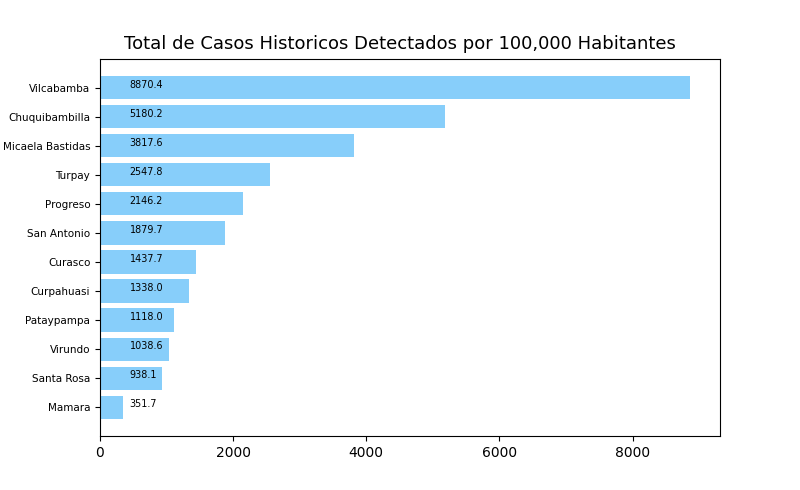 Total de Casos Historicos Detectados por 100,000 Habitantes
Vilcabamba 8870.4
Chuquibambilla 5180.2
Micaela Bastidas 3817.6
Turpay 2547.8
Progreso 2146.2
San Antonio 1879.7
Curasco 1437.7
Curpahuasi 1338.0
Pataypampa 1118.0
Virundo 1038.6
Santa Rosa 938.1
Mamara 351.7
0 2000 4000 6000 8000